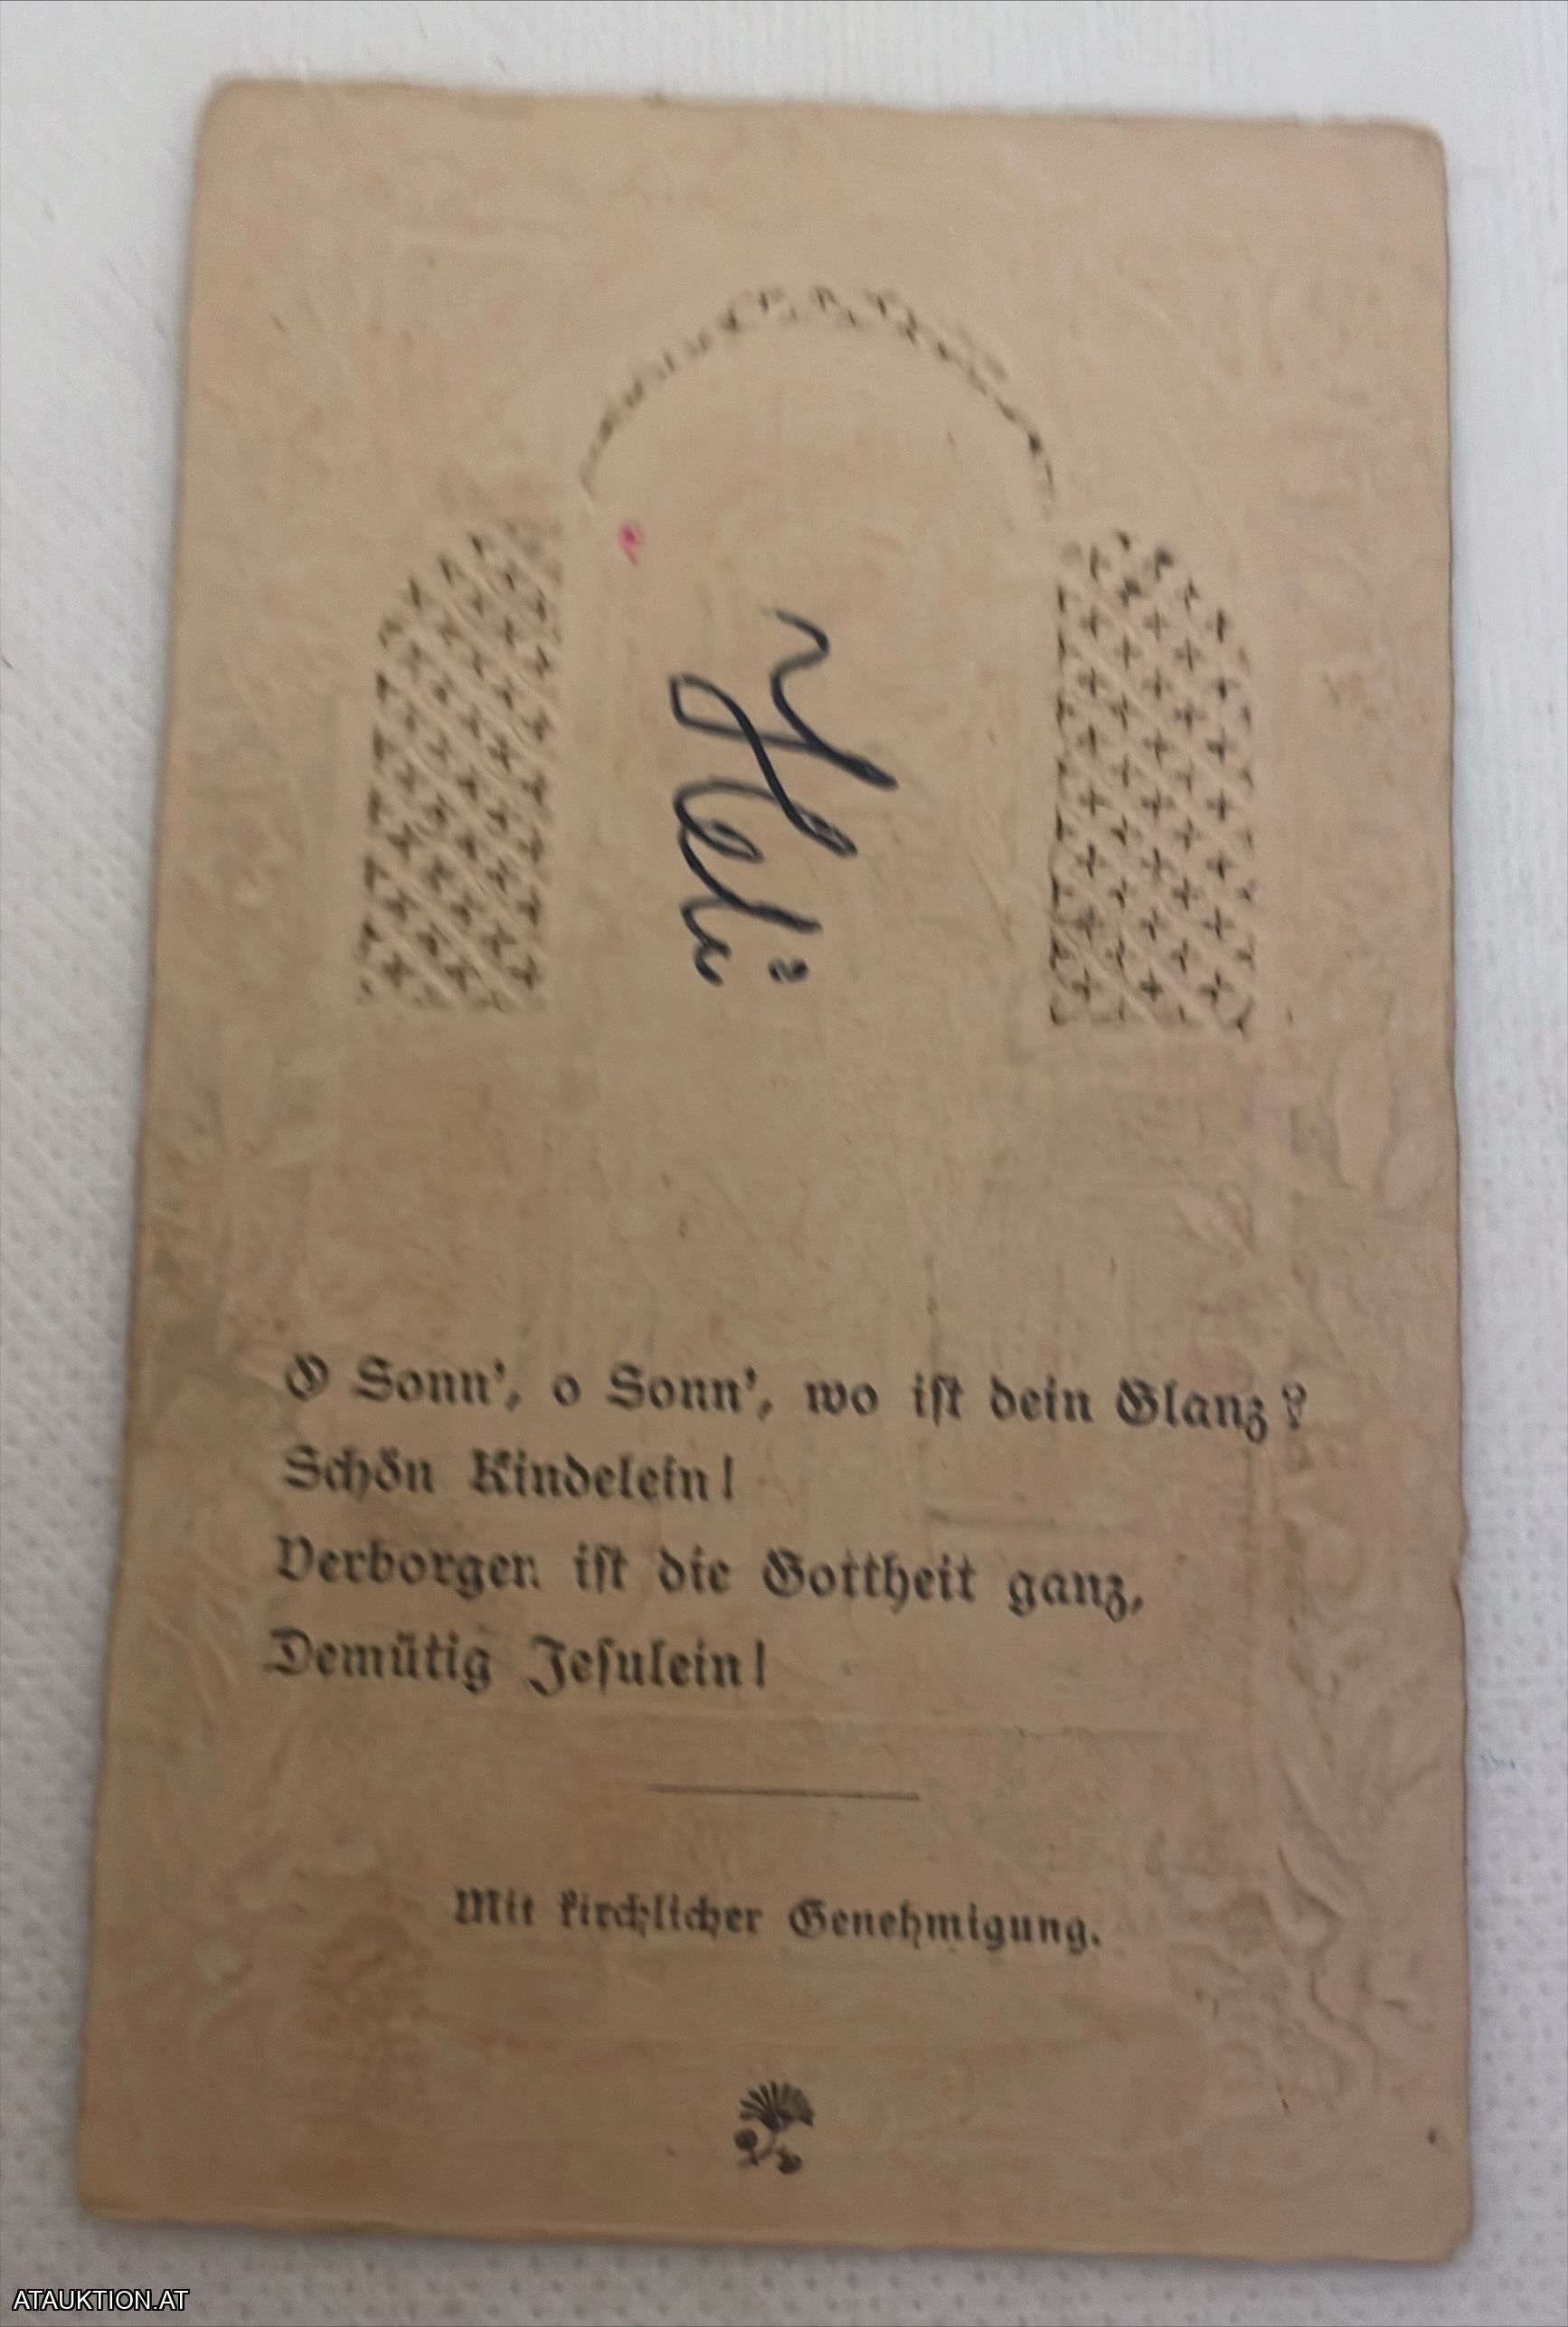 Heli
O Sonn', o Sonn', wo iſt dein Glanz?
Schön Kindelein!
Verborgen iſt die Gottheit ganz,
Demütig Jeſulein!
Mit kirchlicher Genehmigung.
ATAUKTION.AT